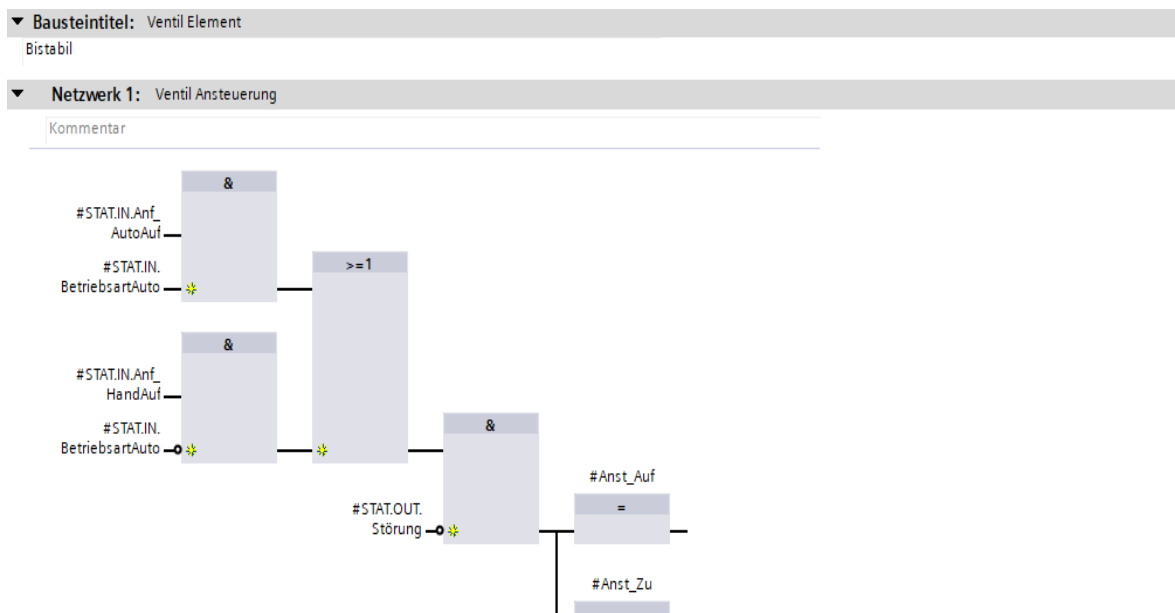 Bausteintitel: Ventil Element
Bistabil
Netzwerk 1: Ventil Ansteuerung
Kommentar
&
#STAT.IN.Anf_
AutoAuf
#STAT.IN.
BetriebsartAuto
>=1
&
#STAT.IN.Anf_
HandAuf
#STAT.IN.
BetriebsartAuto
&
#STAT.OUT.
Störung
#Anst_Auf
=
#Anst_Zu